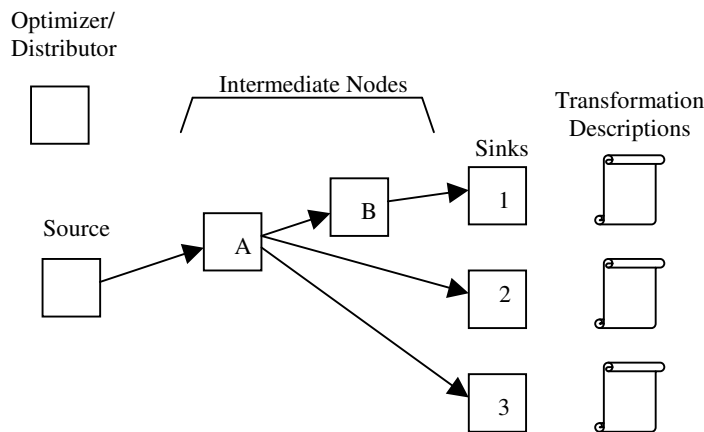 Optimizer/
Distributor
Intermediate Nodes
Transformation
Descriptions
Sinks
Source
A
B
1
2
3